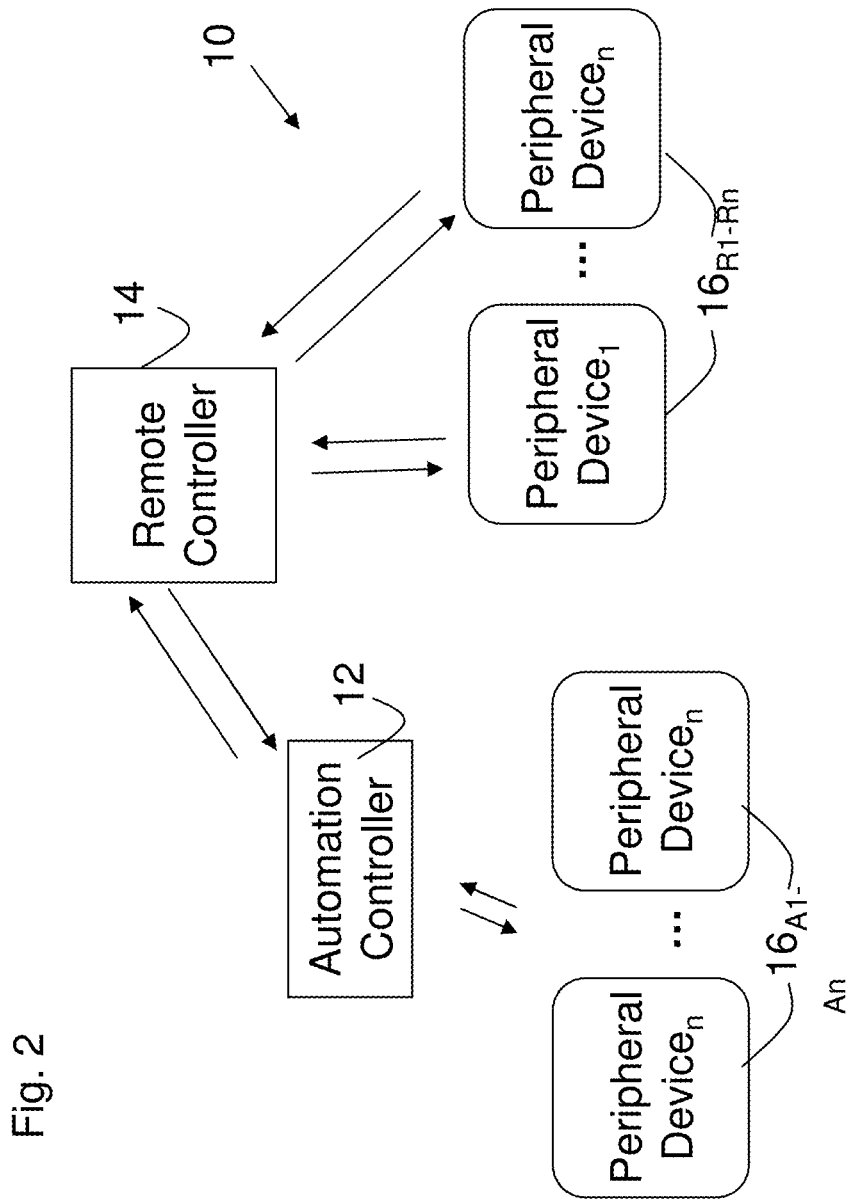 Fig. 2
10
14
Remote
Controller
12
Automation
Controller
Peripheral
Deviceₙ
...
Peripheral
Deviceₙ
16A1-
An
Peripheral
Device₁
...
Peripheral
Deviceₙ
16R1-Rn